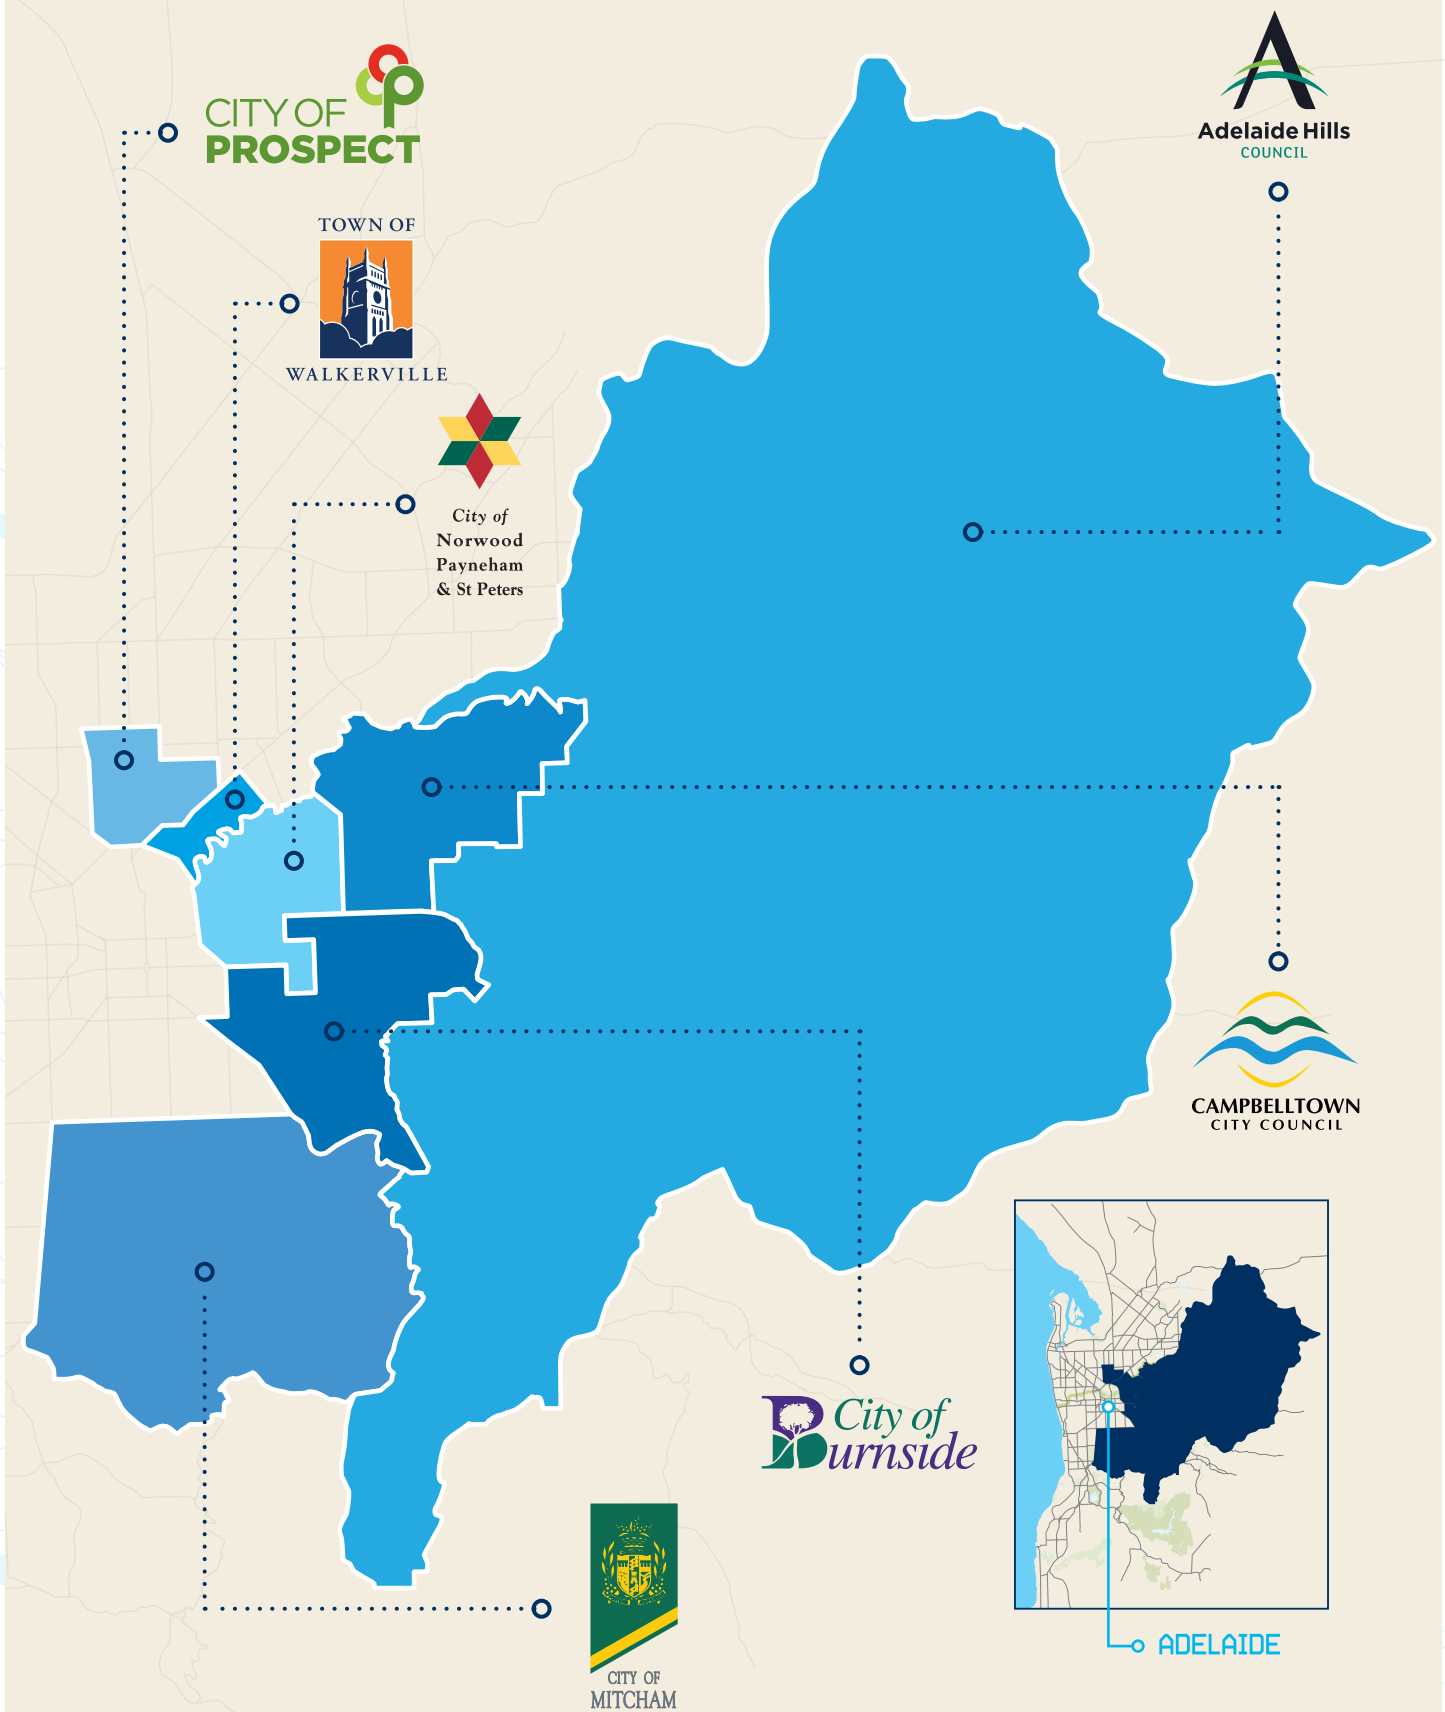 CITY OF
PROSPECT
Adelaide Hills
COUNCIL
TOWN OF
WALKERVILLE
City of
Norwood
Payneham
& St Peters
CAMPBELLTOWN
CITY COUNCIL
City of
Burnside
CITY OF
MITCHAM
ADELAIDE